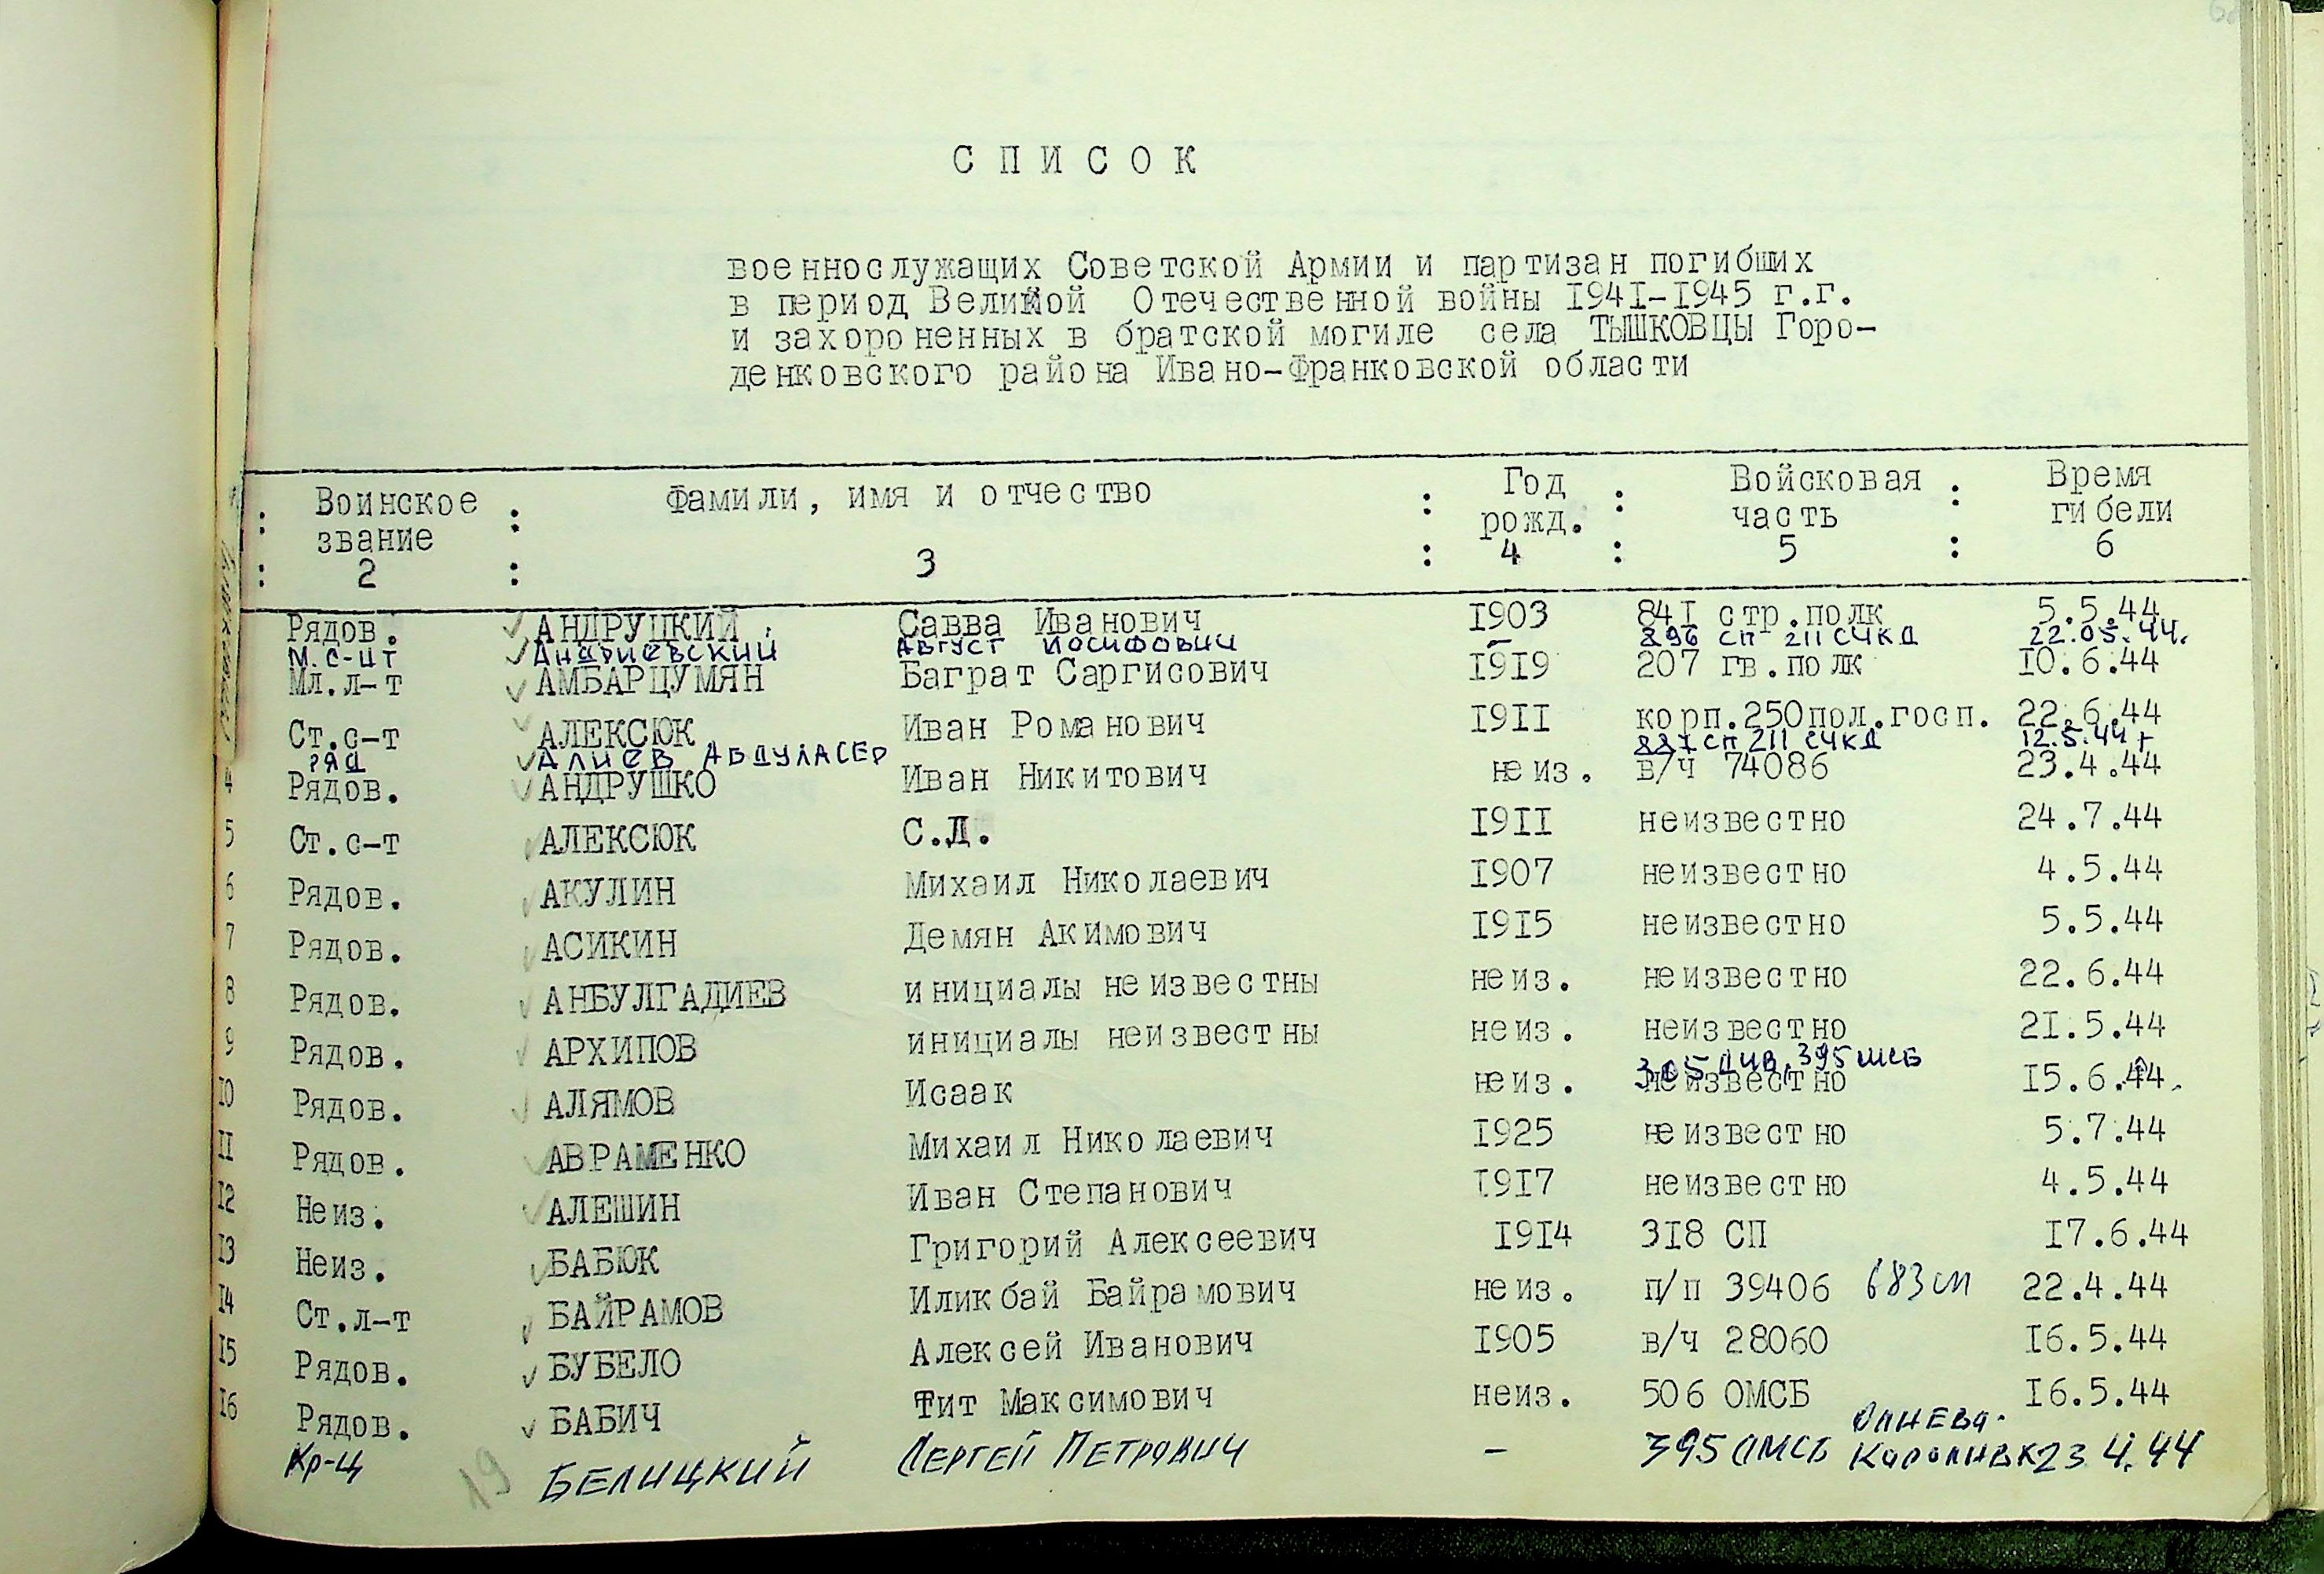 СПИСОК
военнослужащих Советской Армии и партизан погибших
в период Великой Отечественной войны 1941-1945 г.г.
и захороненных в братской могиле села ТЫШКОВЦЫ Горо-
денковского района Ивано-Франковской области
: Воинское звание : Фамили, имя и отчество : Год рожд. : Войсковая часть : Время гибели
: 2 : 3 : 4 : 5 : 6
Рядов. АНДРУЦКИЙ Савва Иванович 1903 841 стр.полк 5.5.44
М.с-нт Андриевский Август Иосифович - 896 сп 211 СЧКД 22.05.44.
Мл.л-т АМБАРЦУМЯН Баграт Саргисович 1919 207 гв.полк 10.6.44
Ст.с-т АЛЕКСЮК Иван Романович 1911 корп.250пол.госп. 22.6.44
РЯД АЛИЕВ АБДУЛАСЕР 887 сп 211 СЧКД 12.5.44г
4 Рядов. АНДРУШКО Иван Никитович неиз. в/ч 74086 23.4.44
5 Ст.с-т АЛЕКСЮК С.Д. 1911 неизвестно 24.7.44
6 Рядов. АКУЛИН Михаил Николаевич 1907 неизвестно 4.5.44
7 Рядов. АСИКИН Демян Акимович 1915 неизвестно 5.5.44
8 Рядов. АНБУЛГАДИЕВ инициалы неизвестны неиз. неизвестно 22.6.44
9 Рядов. АРХИПОВ инициалы неизвестны неиз. неизвестно 21.5.44
305 див, 395 мсб
10 Рядов. АЛЯМОВ Исаак неиз. неизвестно 15.6.44.
11 Рядов. АВРАМЕНКО Михаил Николаевич 1925 неизвестно 5.7.44
12 Неиз. АЛЕШИН Иван Степанович 1917 неизвестно 4.5.44
13 Неиз. БАБЮК Григорий Алексеевич 1914 318 СП 17.6.44
14 Ст.л-т БАЙРАМОВ Иликбай Байрамович неиз. п/п 39406 683 сп 22.4.44
15 Рядов. БУБЕЛО Алексей Иванович 1905 в/ч 28060 16.5.44
16 Рядов. БАБИЧ Тит Максимович неиз. 506 ОМСБ 16.5.44
Кр-ц 19 БЕЛИЦКИЙ СЕРГЕЙ ПЕТРОВИЧ - 395 ОМСБ 23 4.44